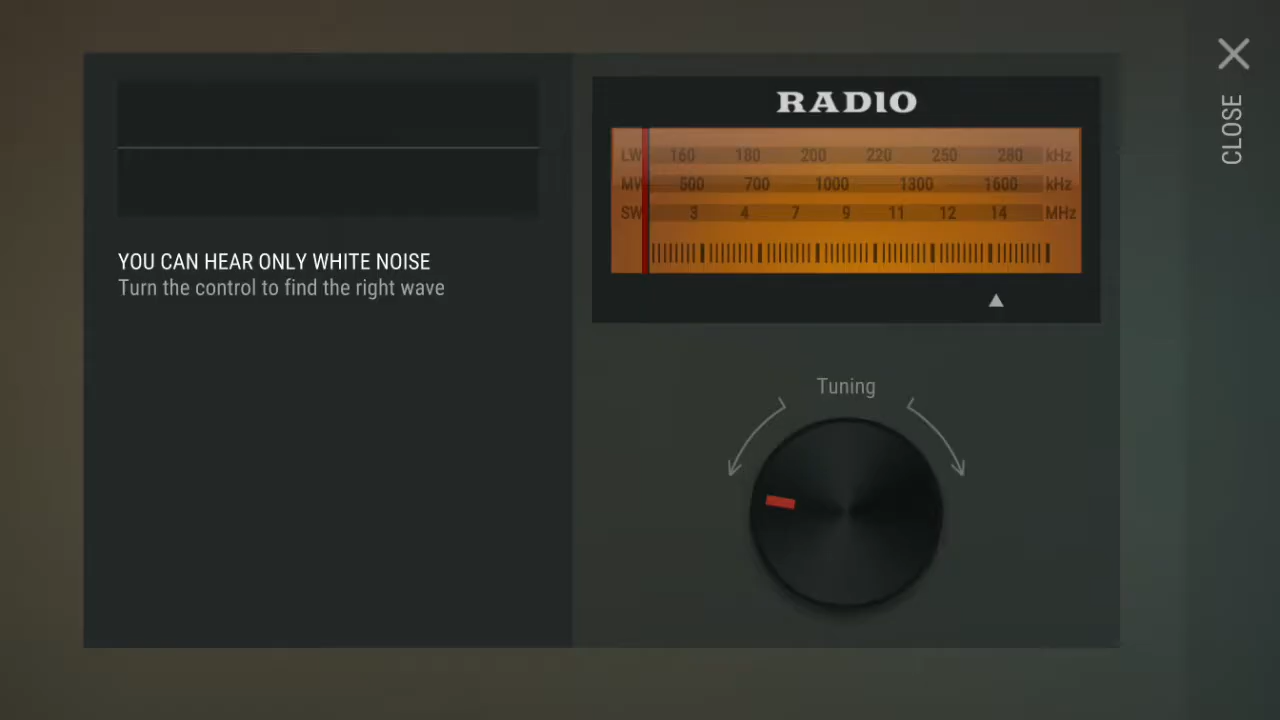 YOU CAN HEAR ONLY WHITE NOISE
Turn the control to find the right wave
RADIO
LW 160 180 200 220 250 280 kHz
MW 500 700 1000 1300 1600 kHz
SW 3 4 7 9 11 12 14 MHz
Tuning
CLOSE